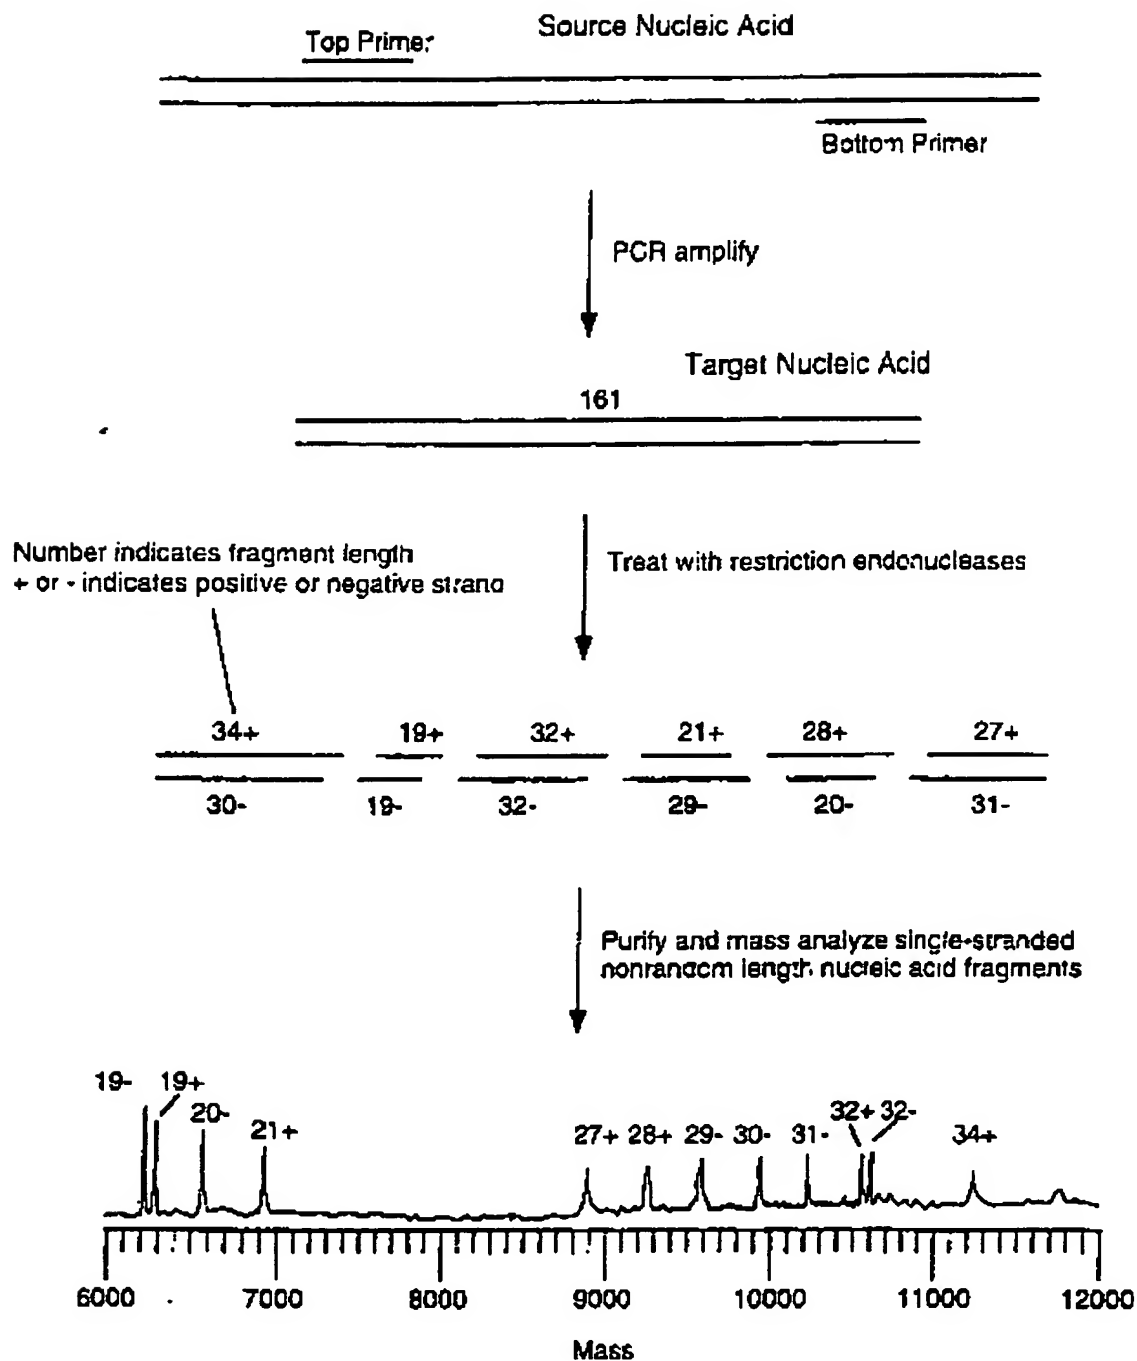 Source Nucleic Acid
Top Primer
Bottom Primer
PCR amplify
Target Nucleic Acid
161
Number indicates fragment length
+ or - indicates positive or negative strand
Treat with restriction endonucleases
34+ 19+ 32+ 21+ 28+ 27+
30- 19- 32- 29- 20- 31-
Purify and mass analyze single-stranded
nonrandom length nucleic acid fragments
19- 19+ 20- 21+ 27+ 28+ 29- 30- 31- 32+ 32- 34+
6000 7000 8000 9000 10000 11000 12000
Mass